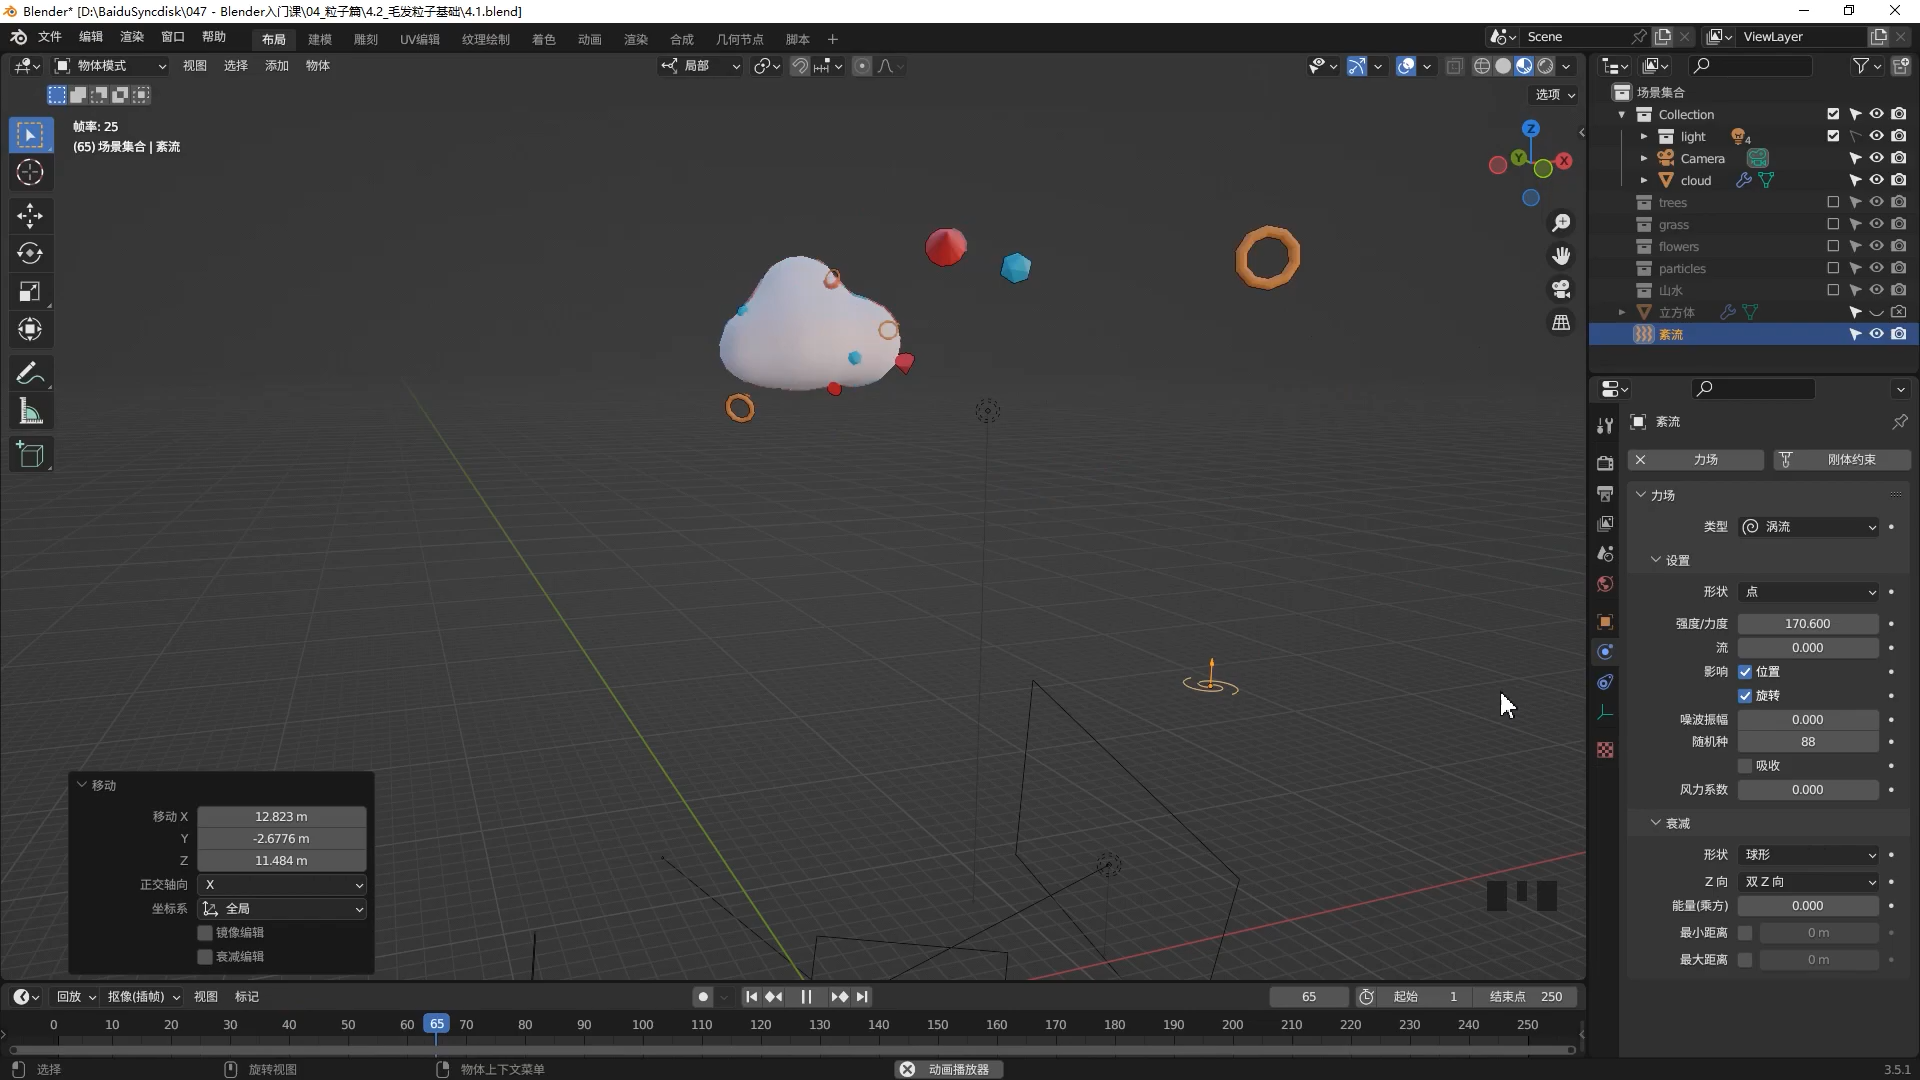 Blender* [D:\BaiduSyncdisk\047 - Blender入门课\04_粒子篇\4.2_毛发粒子基础\4.1.blend]
文件 编辑 渲染 窗口 帮助 布局 建模 雕刻 UV编辑 纹理绘制 着色 动画 渲染 合成 几何节点 脚本 + Scene ViewLayer
物体模式 视图 选择 添加 物体 局部
选项
帧率: 25
(65) 场景集合 | 紊流
Z
Y
X
场景集合
Collection
light 4
Camera
cloud
trees
grass
flowers
particles
山水
立方体
紊流
紊流
力场 刚体约束
力场
类型 涡流
设置
形状 点
强度/力度 170.600
流 0.000
影响 位置
旋转
噪波振幅 0.000
随机种 88
吸收
风力系数 0.000
衰减
形状 球形
Z 向 双 Z 向
能量(乘方) 0.000
最小距离 0 m
最大距离 0 m
移动
移动 X 12.823 m
Y -2.6776 m
Z 11.484 m
正交轴向 X
坐标系 全局
镜像编辑
衰减编辑
回放 抠像(插帧) 视图 标记 65 起始 1 结束点 250
0 10 20 30 40 50 60 65 70 80 90 100 110 120 130 140 150 160 170 180 190 200 210 220 230 240 250
选择 旋转视图 物体上下文菜单 动画播放器 3.5.1